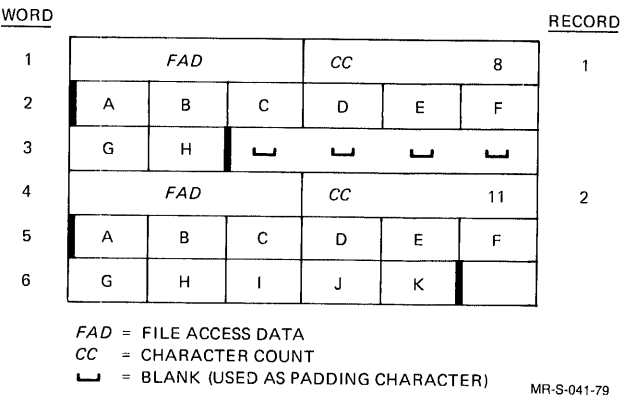 WORD RECORD
1 FAD CC 8 1
2 A B C D E F
3 G H ⎵ ⎵ ⎵ ⎵
4 FAD CC 11 2
5 A B C D E F
6 G H I J K
FAD = FILE ACCESS DATA
CC = CHARACTER COUNT
⎵ = BLANK (USED AS PADDING CHARACTER)
MR-S-041-79